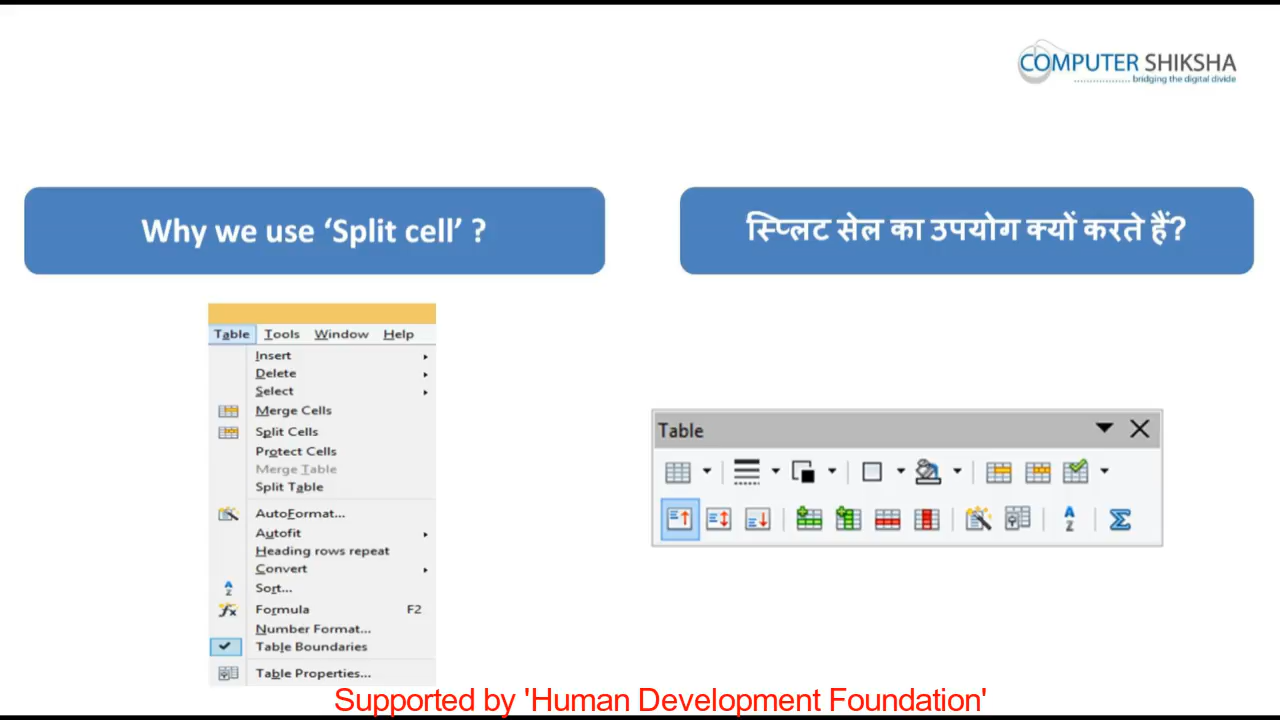 COMPUTER SHIKSHA
bridging the digital divide
Why we use ‘Split cell’ ?
स्प्लिट सेल का उपयोग क्यों करते हैं?
Table Tools Window Help
Insert
Delete
Select
Merge Cells
Split Cells
Protect Cells
Merge Table
Split Table
AutoFormat...
Autofit
Heading rows repeat
Convert
Sort...
Formula F2
Number Format...
Table Boundaries
Table Properties...
Table
Supported by 'Human Development Foundation'